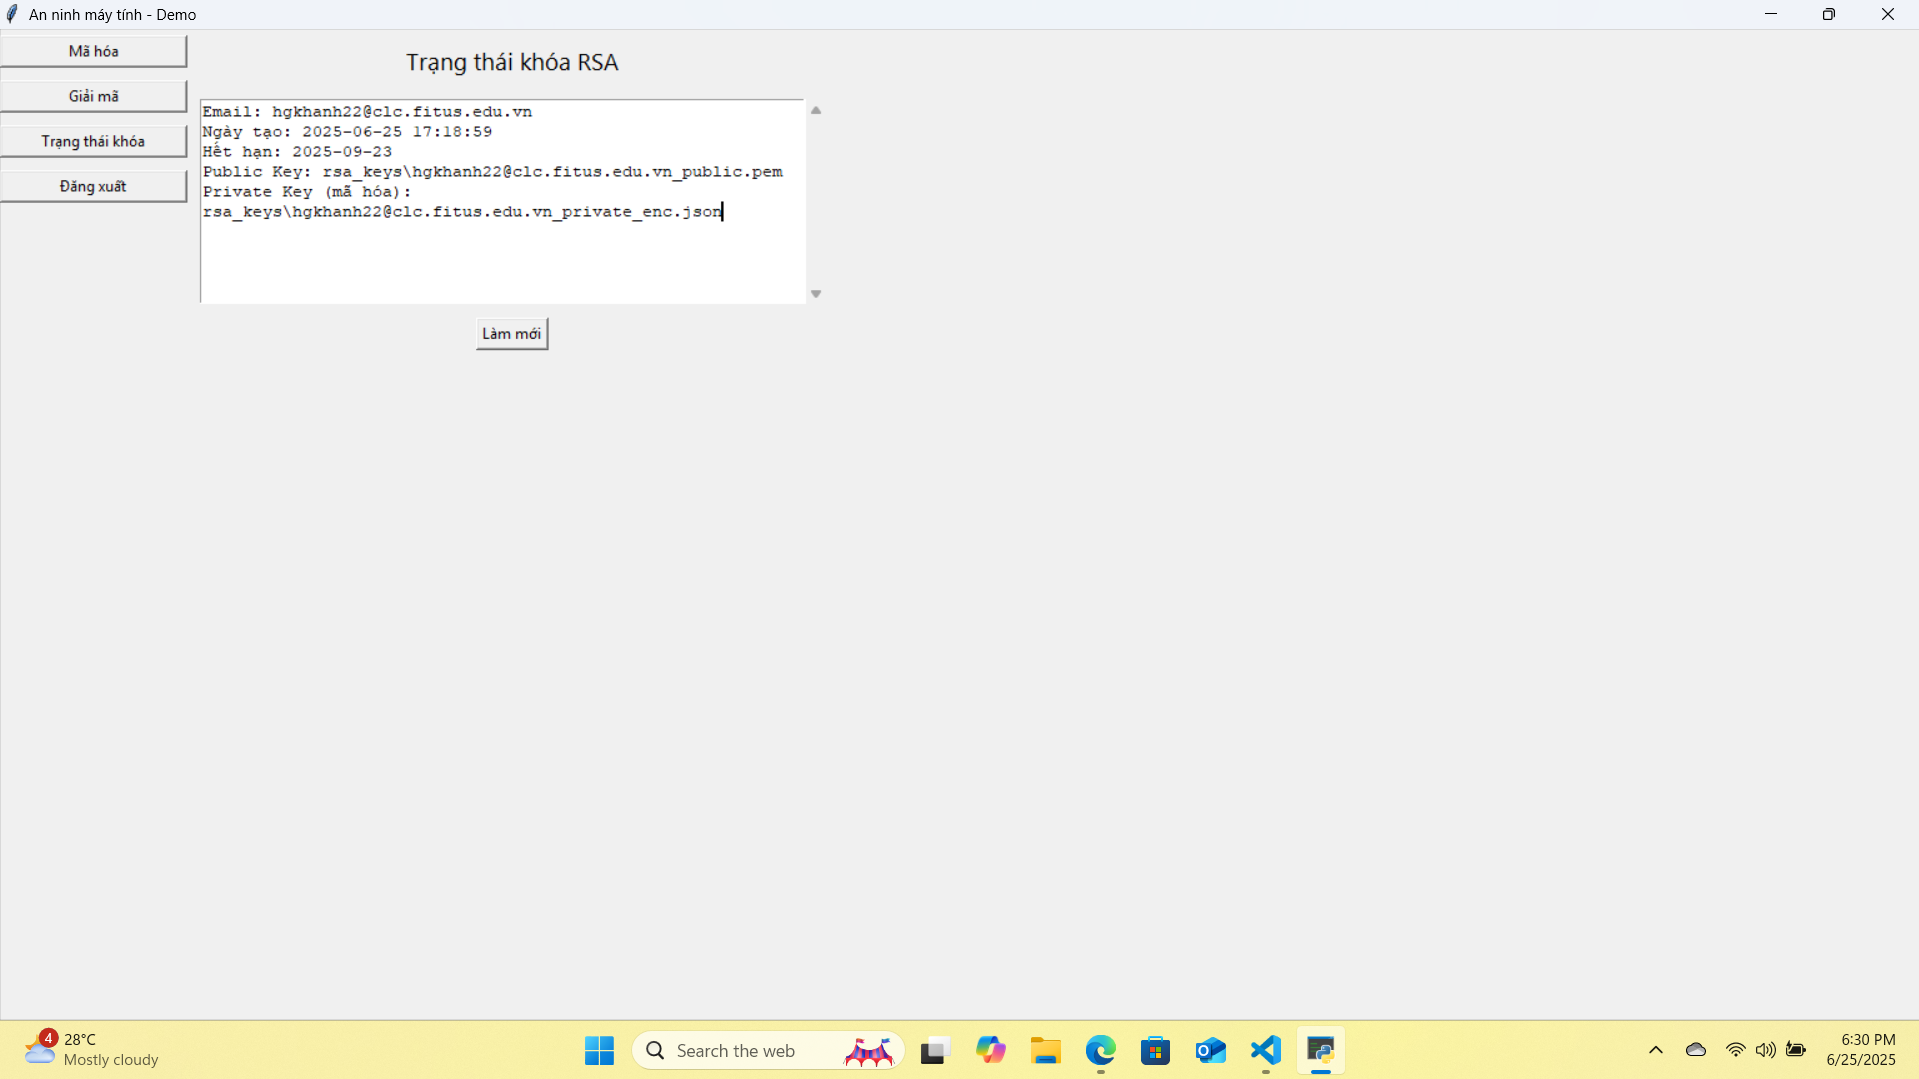 An ninh máy tính - Demo
Mã hóa
Giải mã
Trạng thái khóa
Đăng xuất
Trạng thái khóa RSA
Email: hgkhanh22@clc.fitus.edu.vn
Ngày tạo: 2025-06-25 17:18:59
Hết hạn: 2025-09-23
Public Key: rsa_keys\hgkhanh22@clc.fitus.edu.vn_public.pem
Private Key (mã hóa):
rsa_keys\hgkhanh22@clc.fitus.edu.vn_private_enc.json
Làm mới
4
28°C
Mostly cloudy
Search the web
6:30 PM
6/25/2025